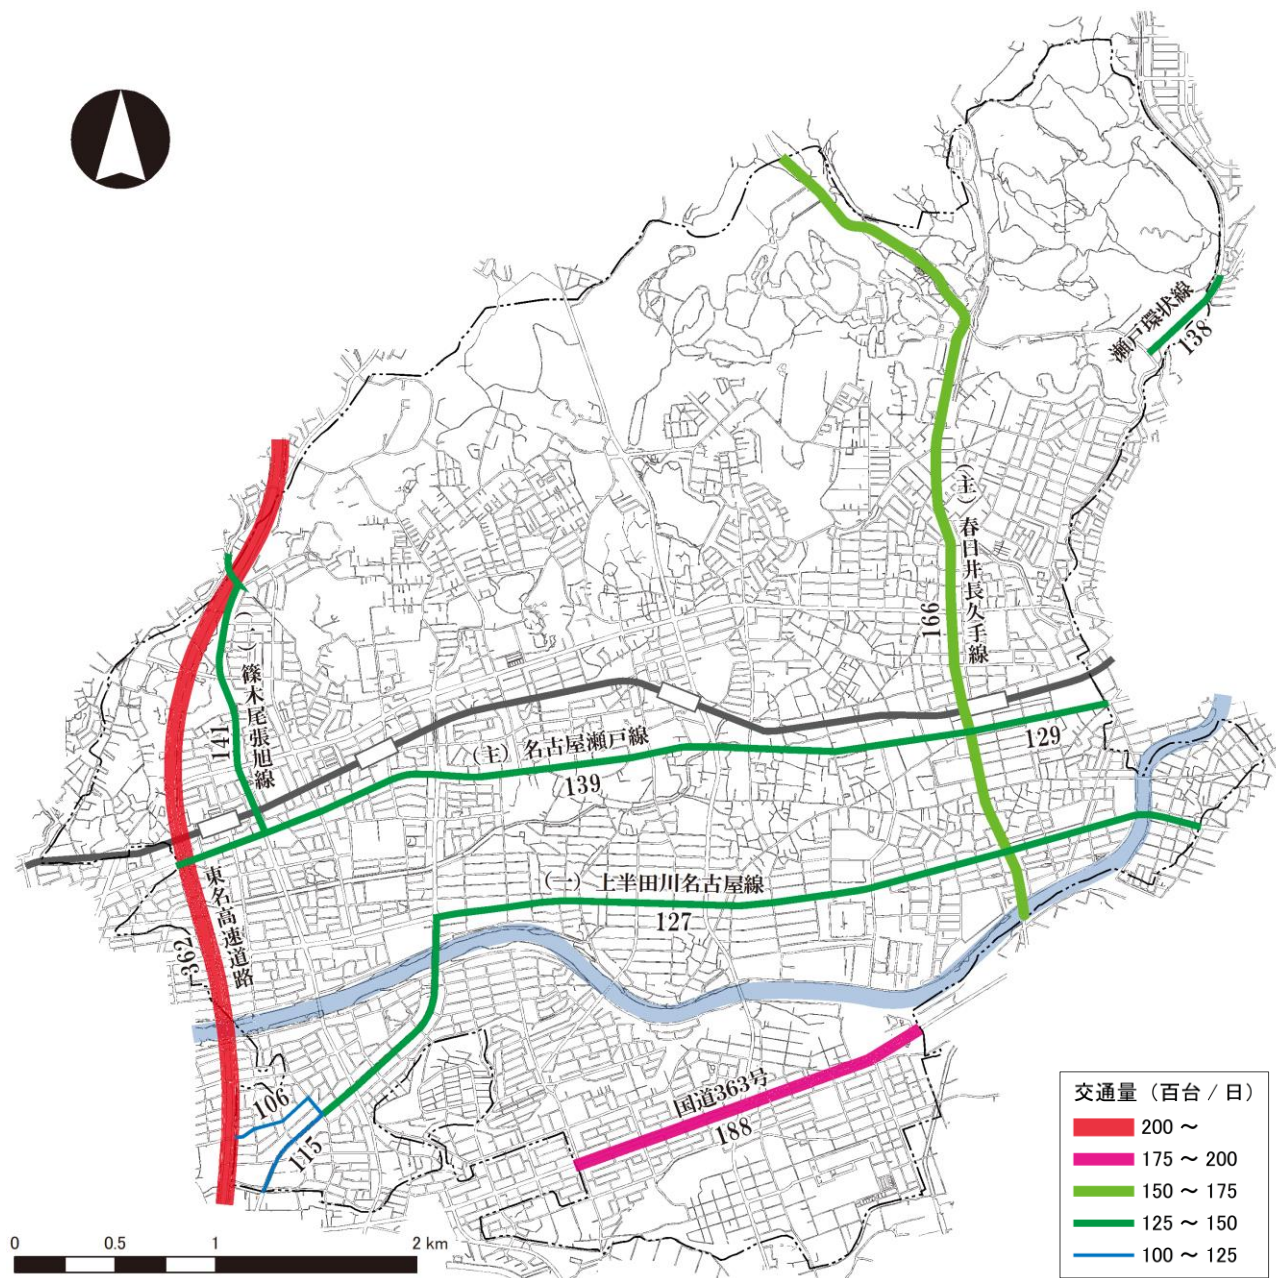 瀬戸環状線
138
(主) 春日井長久手線
166
(一) 篠木尾張旭線
141
(主) 名古屋瀬戸線
139
129
(一) 上半田川名古屋線
127
東名高速道路
362
106
115
国道363号
188
交通量 (百台 / 日)
200 ～
175 ～ 200
150 ～ 175
125 ～ 150
100 ～ 125
0 0.5 1 2 km